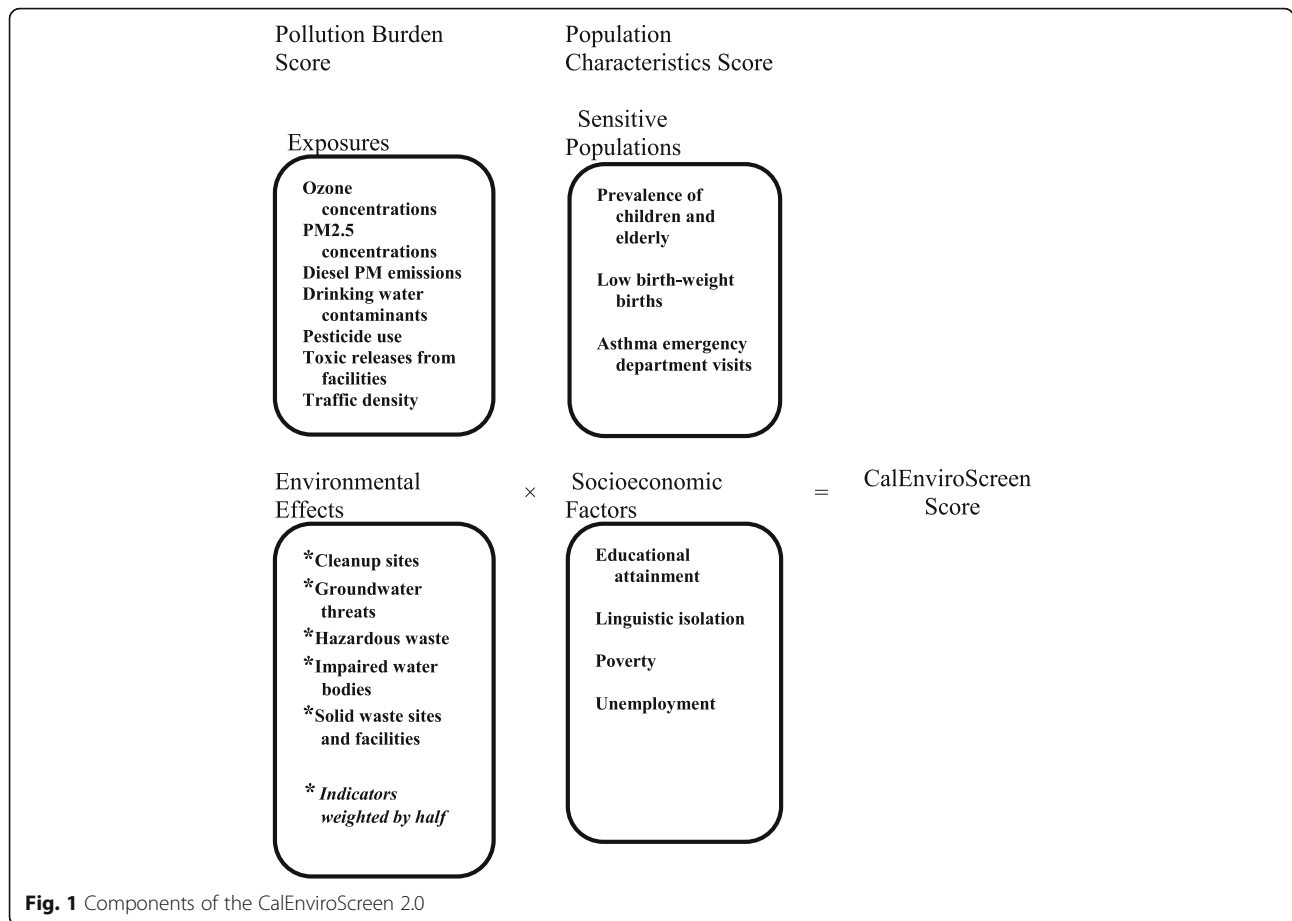 Pollution Burden
Score
Population
Characteristics Score
Exposures
Ozone
concentrations
PM2.5
concentrations
Diesel PM emissions
Drinking water
contaminants
Pesticide use
Toxic releases from
facilities
Traffic density
Sensitive
Populations
Prevalence of
children and
elderly
Low birth-weight
births
Asthma emergency
department visits
Environmental
Effects
*Cleanup sites
*Groundwater
threats
*Hazardous waste
*Impaired water
bodies
*Solid waste sites
and facilities
* Indicators
weighted by half
×
Socioeconomic
Factors
Educational
attainment
Linguistic isolation
Poverty
Unemployment
=
CalEnviroScreen
Score
Fig. 1 Components of the CalEnviroScreen 2.0